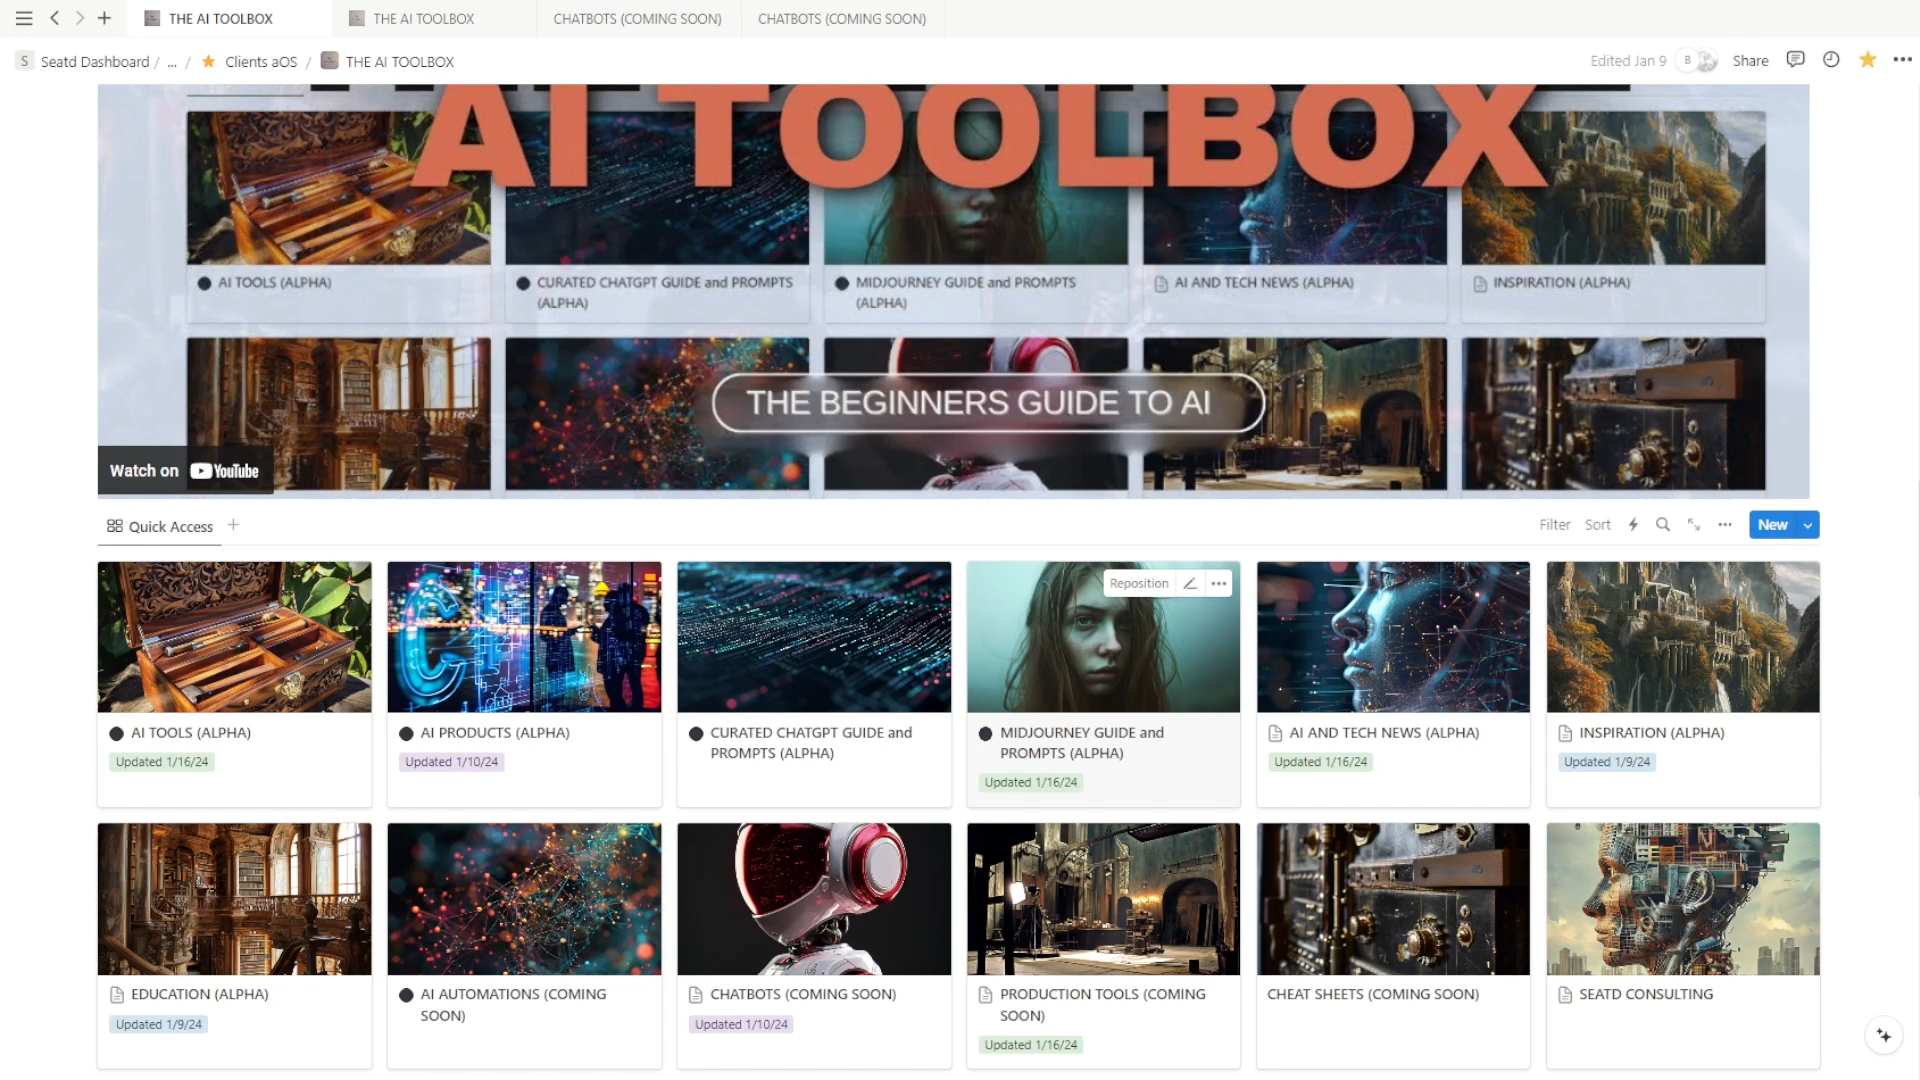 THE AI TOOLBOX
THE AI TOOLBOX
CHATBOTS (COMING SOON)
CHATBOTS (COMING SOON)
S Seatd Dashboard / ... / Clients aOS / THE AI TOOLBOX
Edited Jan 9 B Share
AI TOOLBOX
AI TOOLS (ALPHA)
CURATED CHATGPT GUIDE and PROMPTS
(ALPHA)
MIDJOURNEY GUIDE and PROMPTS
(ALPHA)
AI AND TECH NEWS (ALPHA)
INSPIRATION (ALPHA)
THE BEGINNERS GUIDE TO AI
Watch on YouTube
Quick Access
Filter Sort New
Reposition
AI TOOLS (ALPHA)
Updated 1/16/24
AI PRODUCTS (ALPHA)
Updated 1/10/24
CURATED CHATGPT GUIDE and
PROMPTS (ALPHA)
MIDJOURNEY GUIDE and
PROMPTS (ALPHA)
Updated 1/16/24
AI AND TECH NEWS (ALPHA)
Updated 1/16/24
INSPIRATION (ALPHA)
Updated 1/9/24
EDUCATION (ALPHA)
Updated 1/9/24
AI AUTOMATIONS (COMING
SOON)
CHATBOTS (COMING SOON)
Updated 1/10/24
PRODUCTION TOOLS (COMING
SOON)
Updated 1/16/24
CHEAT SHEETS (COMING SOON)
SEATD CONSULTING